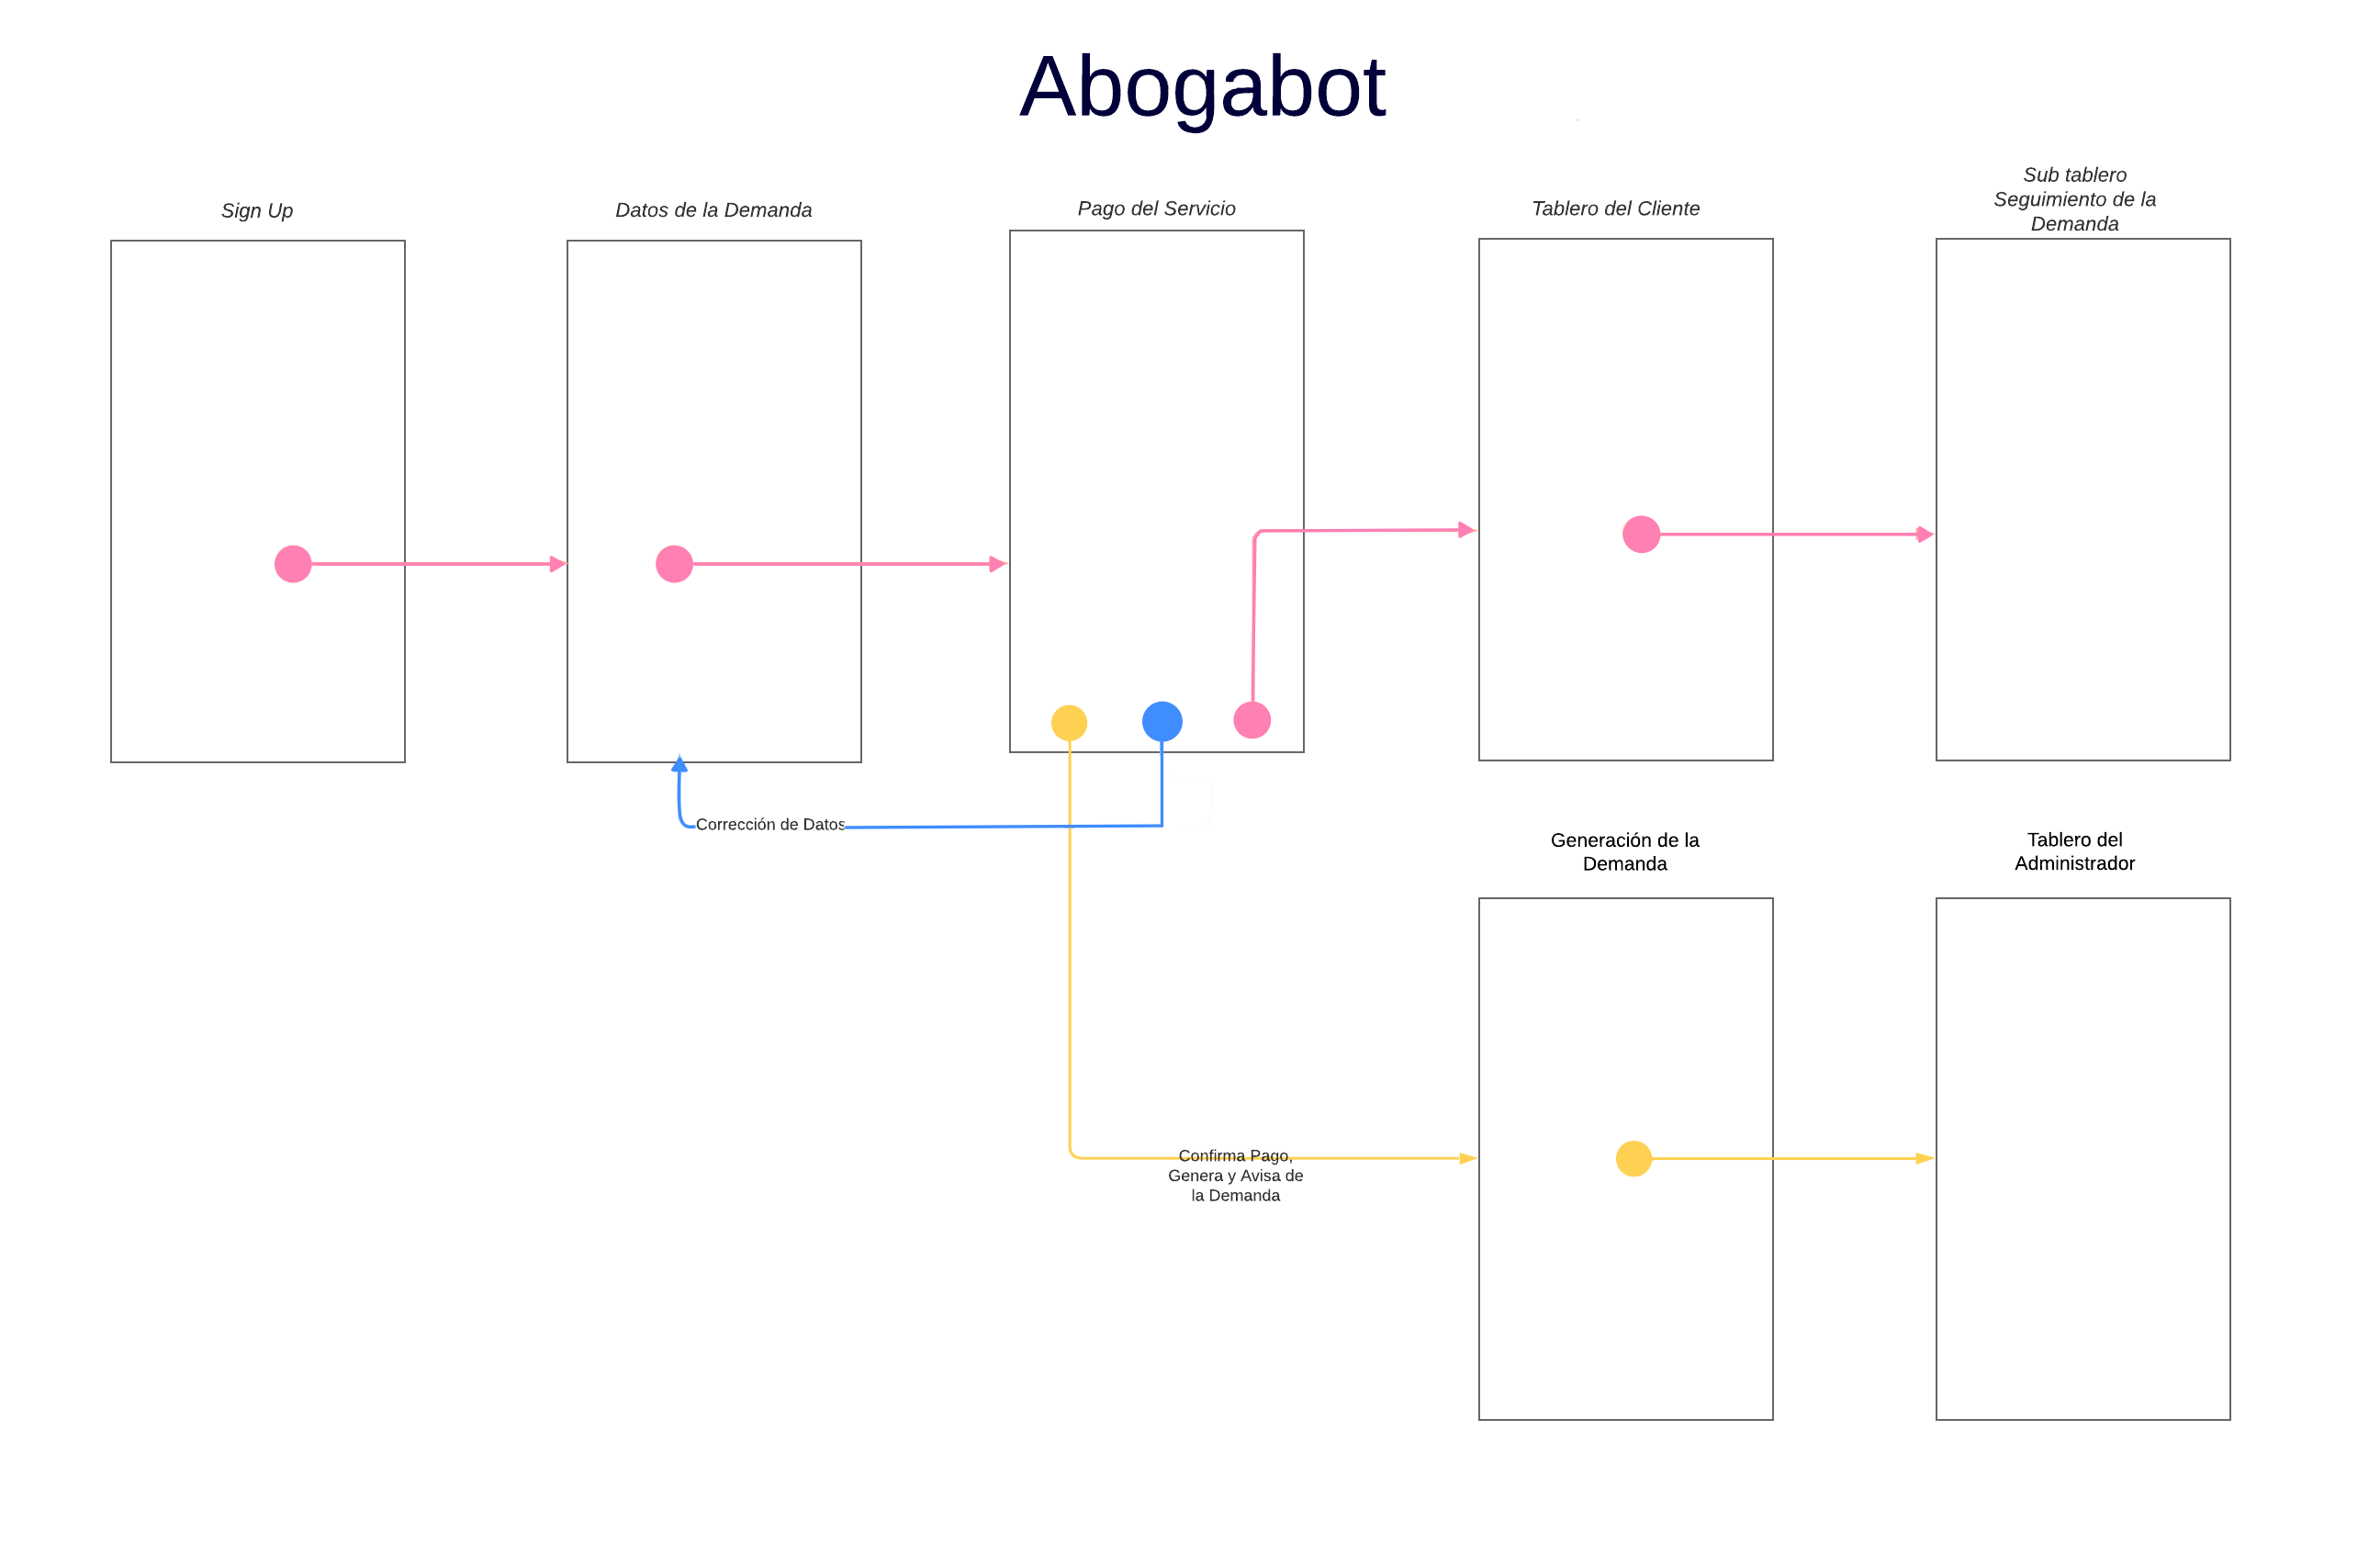 Abogabot
Sign Up
Datos de la Demanda
Pago del Servicio
Tablero del Cliente
Sub tablero
Seguimiento de la
Demanda
Corrección de Datos
Generación de la
Demanda
Tablero del
Administrador
Confirma Pago,
Genera y Avisa de
la Demanda